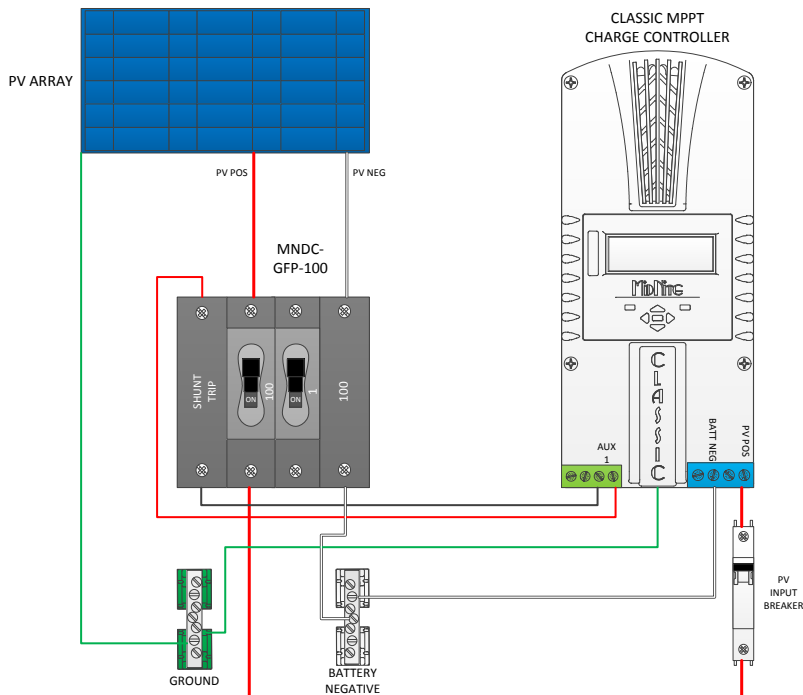 CLASSIC MPPT
CHARGE CONTROLLER
PV ARRAY
PV POS
PV NEG
MNDC-
GFP-100
MIDNITE
SHUNT
TRIP
ON
100
ON
1
100
CLASSIC
AUX
1
BATT NEG
PV POS
PV
INPUT
BREAKER
GROUND
BATTERY
NEGATIVE